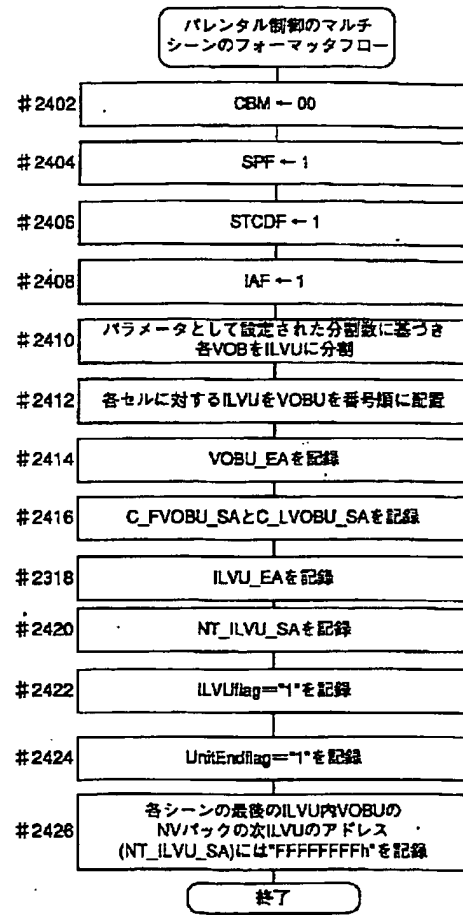 パレンタル制御のマルチ
シーンのフォーマッタフロー
#2402
CBM ← 00
#2404
SPF ← 1
#2406
STCDF ← 1
#2408
IAF ← 1
#2410
パラメータとして設定された分割数に基づき
各VOBをILVUに分割
#2412
各セルに対するILVUをVOBUを番号順に配置
#2414
VOBU_EAを記録
#2416
C_FVOBU_SAとC_LVOBU_SAを記録
#2318
ILVU_EAを記録
#2420
NT_ILVU_SAを記録
#2422
ILVUflag="1"を記録
#2424
UnitEndflag="1"を記録
#2426
各シーンの最後のILVU内VOBUの
NVパックの次ILVUのアドレス
(NT_ILVU_SA)には"FFFFFFFFh"を記録
終了